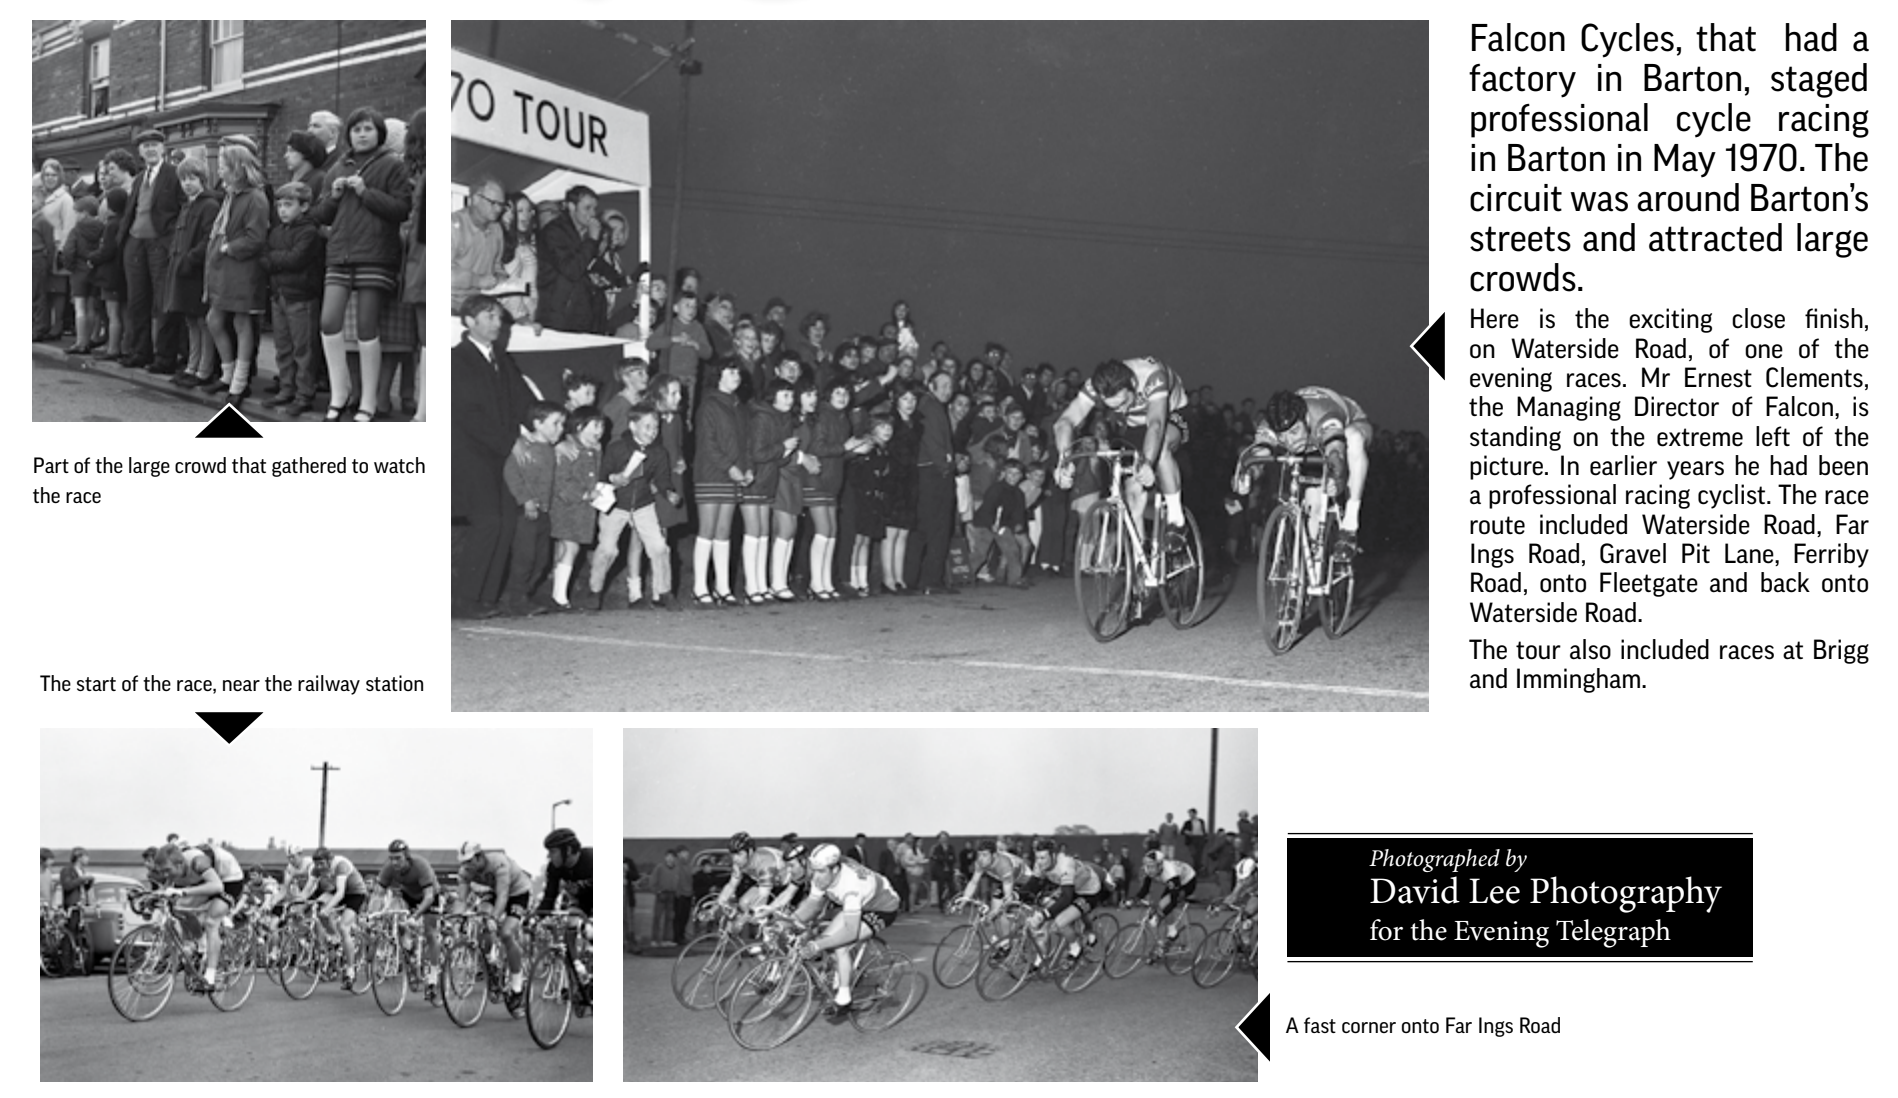 70 TOUR
Falcon Cycles, that had a
factory in Barton, staged
professional cycle racing
in Barton in May 1970. The
circuit was around Barton's
streets and attracted large
crowds.
Here is the exciting close finish,
on Waterside Road, of one of the
evening races. Mr Ernest Clements,
the Managing Director of Falcon, is
standing on the extreme left of the
picture. In earlier years he had been
a professional racing cyclist. The race
route included Waterside Road, Far
Ings Road, Gravel Pit Lane, Ferriby
Road, onto Fleetgate and back onto
Waterside Road.
The tour also included races at Brigg
and Immingham.
Part of the large crowd that gathered to watch
the race
The start of the race, near the railway station
Photographed by
David Lee Photography
for the Evening Telegraph
A fast corner onto Far Ings Road